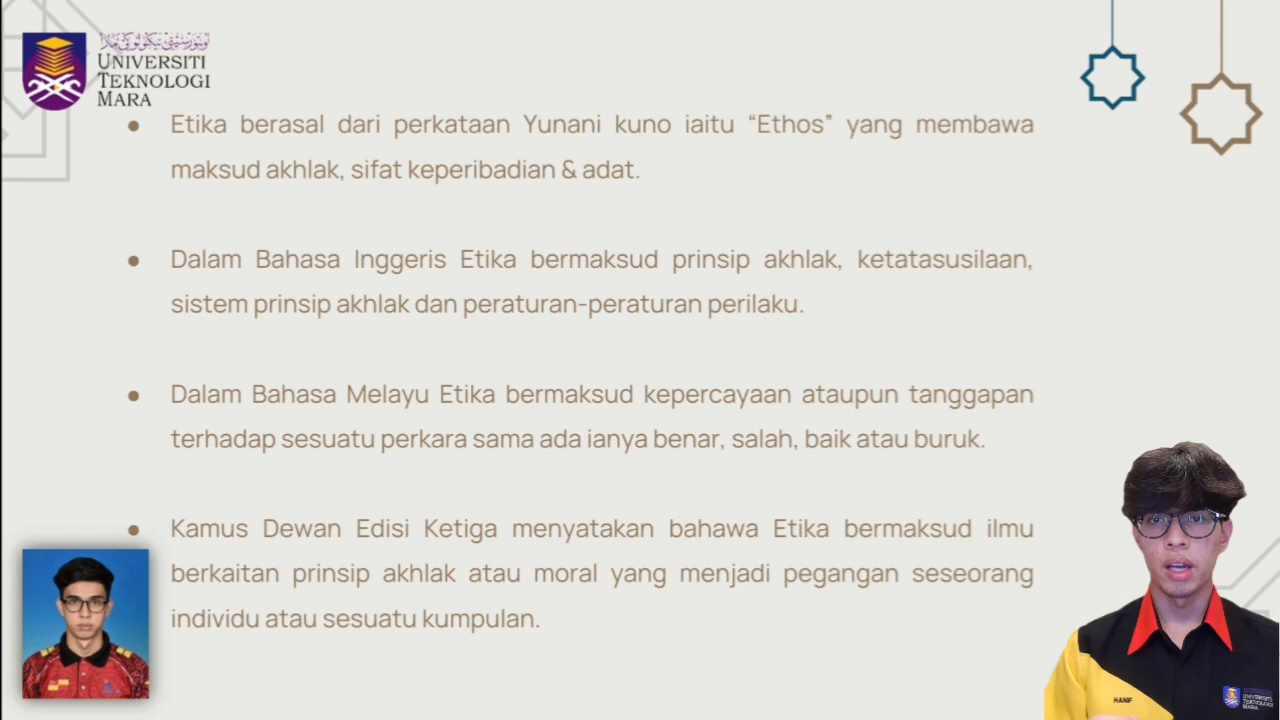 UNIVERSITI
TEKNOLOGI
MARA
● Etika berasal dari perkataan Yunani kuno iaitu “Ethos” yang membawa
maksud akhlak, sifat keperibadian & adat.
● Dalam Bahasa Inggeris Etika bermaksud prinsip akhlak, ketatasusilaan,
sistem prinsip akhlak dan peraturan-peraturan perilaku.
● Dalam Bahasa Melayu Etika bermaksud kepercayaan ataupun tanggapan
terhadap sesuatu perkara sama ada ianya benar, salah, baik atau buruk.
● Kamus Dewan Edisi Ketiga menyatakan bahawa Etika bermaksud ilmu
berkaitan prinsip akhlak atau moral yang menjadi pegangan seseorang
individu atau sesuatu kumpulan.
HANIF
UNIVERSITI
TEKNOLOGI
MARA